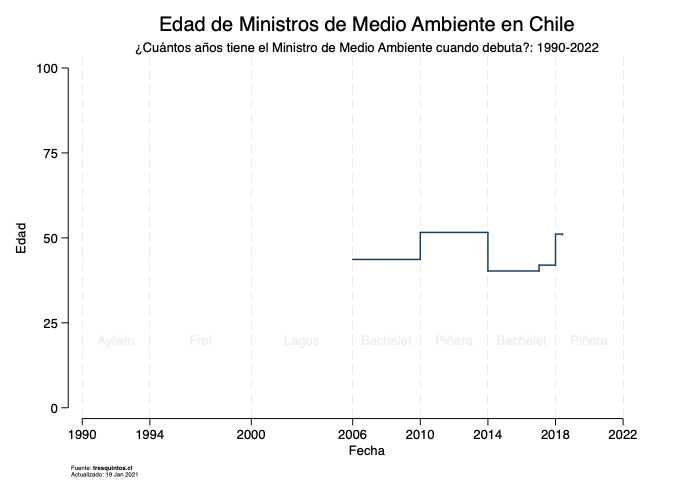 Edad de Ministros de Medio Ambiente en Chile
¿Cuántos años tiene el Ministro de Medio Ambiente cuando debuta?: 1990-2022
100
75
50
25
0
Edad
Aylwin Frei Lagos Bachelet Piñera Bachelet Piñera
1990 1994 2000 2006 2010 2014 2018 2022
Fecha
Fuente: tresquintos.cl
Actualizado: 19 Jan 2021